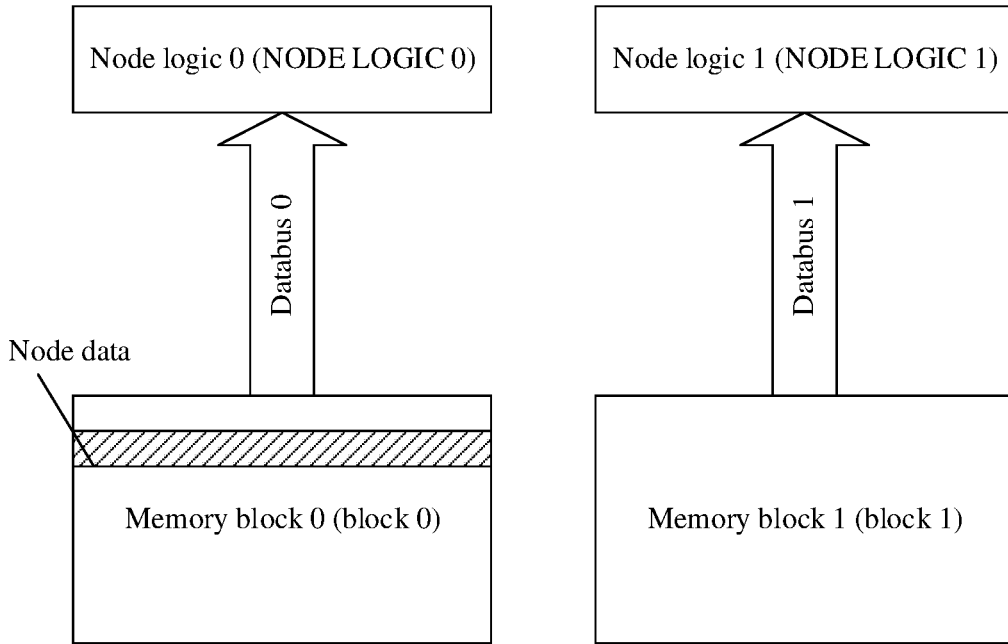 Node logic 0 (NODE LOGIC 0)
Node logic 1 (NODE LOGIC 1)
Databus 0
Databus 1
Node data
Memory block 0 (block 0)
Memory block 1 (block 1)